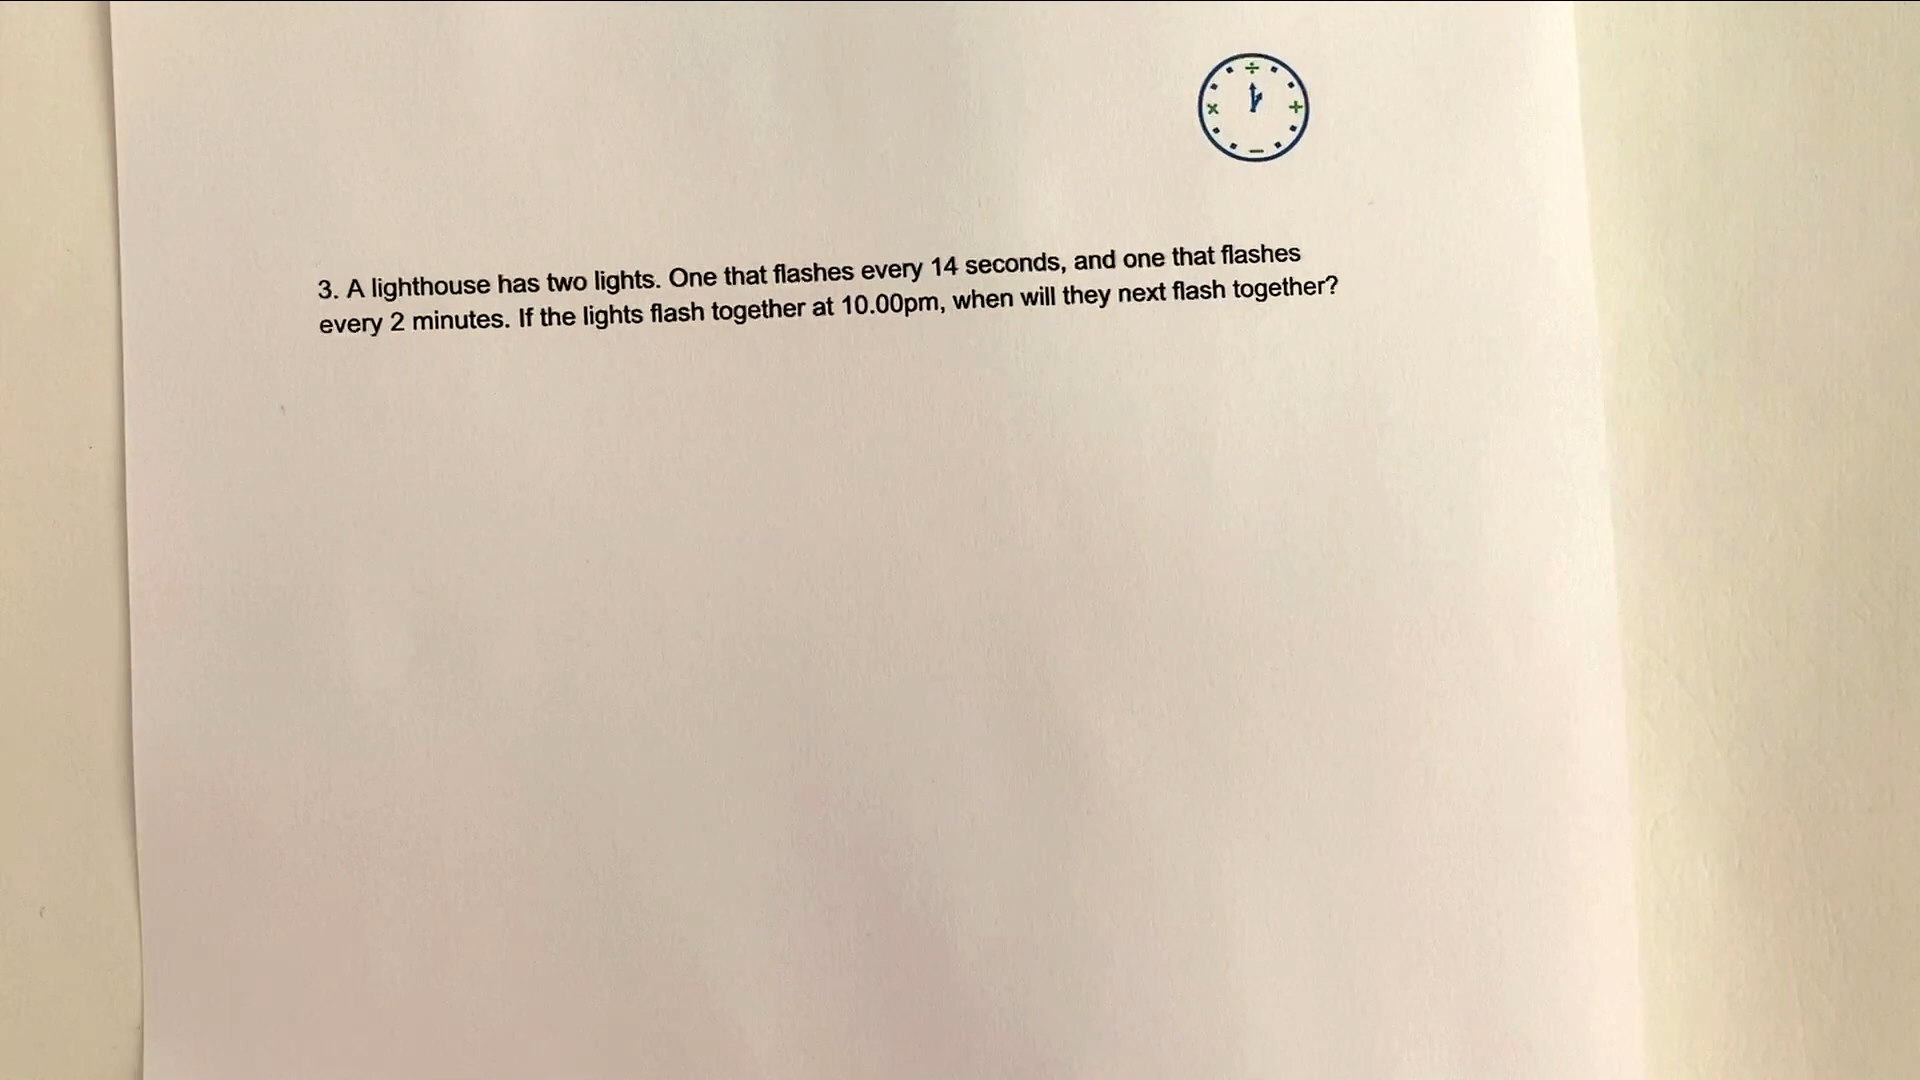 3. A lighthouse has two lights. One that flashes every 14 seconds, and one that flashes
every 2 minutes. If the lights flash together at 10.00pm, when will they next flash together?